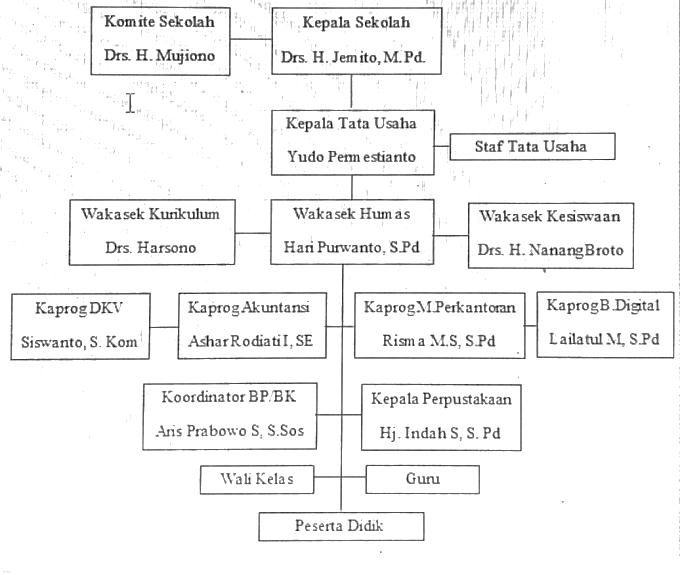 Komite Sekolah
Drs. H. Mujiono
Kepala Sekolah
Drs. H. Jemito, M.Pd.
Kepala Tata Usaha
Yudo Permestianto
Staf Tata Usaha
Wakasek Kurikulum
Drs. Harsono
Wakasek Humas
Hari Purwanto, S.Pd
Wakasek Kesiswaan
Drs. H. Nanang Broto
Kaprog DKV
Siswanto, S. Kom
Kaprog Akuntansi
Ashar Rodiati I, SE
Kaprog M.Perkantoran
Risma M.S, S.Pd
Kaprog B.Digital
Lailatul M, S.Pd
Koordinator BP/BK
Aris Prabowo S, S.Sos
Kepala Perpustakaan
Hj. Indah S, S. Pd
Wali Kelas
Guru
Peserta Didik